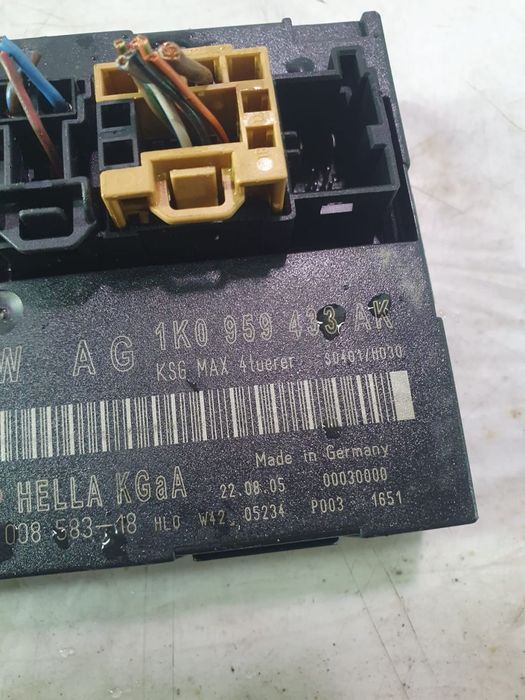 W AG 1K0 959 433 AK
KSG MAX 4tuerer S0401/H030
Made in Germany
HELLA KGaA 22.08.05 00030000
008 583-18 HLO W42 05234 P003 1651